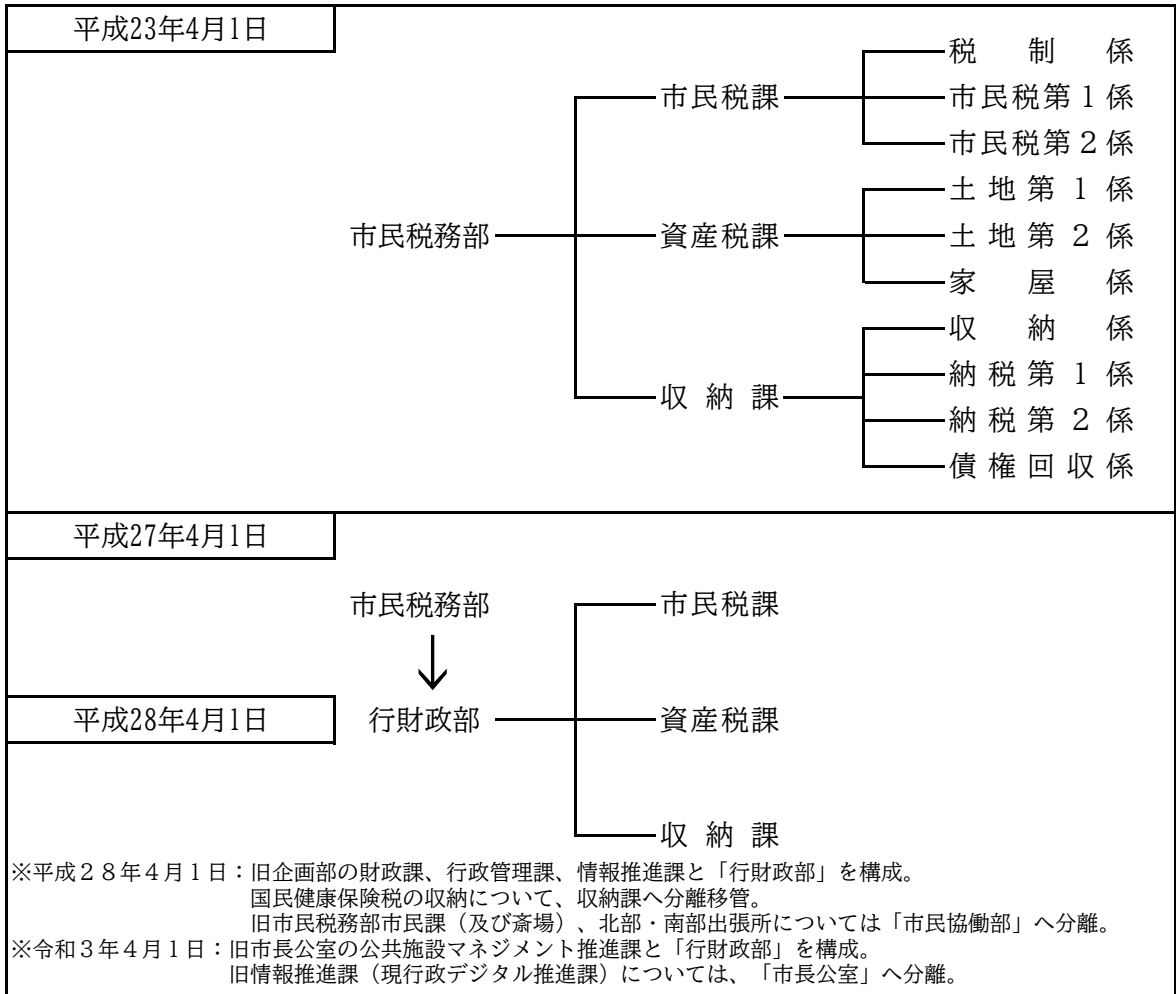 平成23年4月1日
税制係
市民税課
市民税第１係
市民税第２係
土地第１係
市民税務部
資産税課
土地第２係
家屋係
収納係
納税第１係
収納課
納税第２係
債権回収係
平成27年4月1日
市民税務部
市民税課
↓
平成28年4月1日
行財政部
資産税課
収納課
※平成２８年４月１日：旧企画部の財政課、行政管理課、情報推進課と「行財政部」を構成。
国民健康保険税の収納について、収納課へ分離移管。
旧市民税務部市民課（及び斎場）、北部・南部出張所については「市民協働部」へ分離。
※令和３年４月１日：旧市長公室の公共施設マネジメント推進課と「行財政部」を構成。
旧情報推進課（現行政デジタル推進課）については、「市長公室」へ分離。